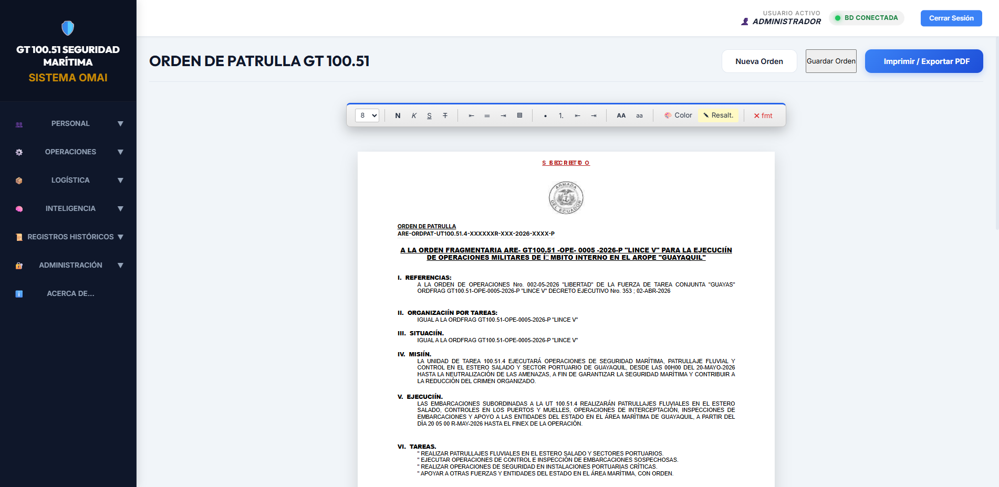 GT 100.51 SEGURIDAD
MARÍTIMA
SISTEMA OMAI
PERSONAL
OPERACIONES
LOGÍSTICA
INTELIGENCIA
REGISTROS HISTÓRICOS
ADMINISTRACIÓN
ACERCA DE...
USUARIO ACTIVO
ADMINISTRADOR
BD CONECTADA
Cerrar Sesión
ORDEN DE PATRULLA GT 100.51
Nueva Orden
Guardar Orden
Imprimir / Exportar PDF
8 N K S T 1. AA aa Color Resalt. fmt
ARMADA
DEL ECUADOR
ORDEN DE PATRULLA
ARE-ORDPAT-UT100.51.4-XXXXXXR-XXX-2026-XXXX-P
A LA ORDEN FRAGMENTARIA ARE- GT100.51 -OPE- 0005 -2026-P "LINCE V" PARA LA EJECUCIÍN
DE OPERACIONES MILITARES DE Í MBITO INTERNO EN EL AROPE "GUAYAQUIL"
I. REFERENCIAS:
A LA ORDEN DE OPERACIONES Nro. 002-05-2026 "LIBERTAD" DE LA FUERZA DE TAREA CONJUNTA "GUAYAS"
ORDFRAG GT100.51-OPE-0005-2026-P "LINCE V" DECRETO EJECUTIVO Nro. 353 ; 02-ABR-2026
II. ORGANIZACIÍN POR TAREAS:
IGUAL A LA ORDFRAG GT100.51-OPE-0005-2026-P "LINCE V"
III. SITUACIÍN.
IGUAL A LA ORDFRAG GT100.51-OPE-0005-2026-P "LINCE V"
IV. MISIÍN.
LA UNIDAD DE TAREA 100.51.4 EJECUTARÁ OPERACIONES DE SEGURIDAD MARÍTIMA, PATRULLAJE FLUVIAL Y
CONTROL EN EL ESTERO SALADO Y SECTOR PORTUARIO DE GUAYAQUIL, DESDE LAS 00H00 DEL 20-MAYO-2026
HASTA LA NEUTRALIZACIÓN DE LAS AMENAZAS, A FIN DE GARANTIZAR LA SEGURIDAD MARÍTIMA Y CONTRIBUIR A
LA REDUCCIÓN DEL CRIMEN ORGANIZADO.
V. EJECUCIÍN.
LAS EMBARCACIONES SUBORDINADAS A LA UT 100.51.4 REALIZARÁN PATRULLAJES FLUVIALES EN EL ESTERO
SALADO, CONTROLES EN LOS PUERTOS Y MUELLES, OPERACIONES DE INTERCEPTACIÓN, INSPECCIONES DE
EMBARCACIONES Y APOYO A LAS ENTIDADES DEL ESTADO EN EL ÁREA MARÍTIMA DE GUAYAQUIL, A PARTIR DEL
DÍA 20 05 00 R-MAY-2026 HASTA EL FINEX DE LA OPERACIÓN.
VI. TAREAS.
" REALIZAR PATRULLAJES FLUVIALES EN EL ESTERO SALADO Y SECTORES PORTUARIOS.
" EJECUTAR OPERACIONES DE CONTROL E INSPECCIÓN DE EMBARCACIONES SOSPECHOSAS.
" REALIZAR OPERACIONES DE SEGURIDAD EN INSTALACIONES PORTUARIAS CRÍTICAS.
" APOYAR A OTRAS FUERZAS Y ENTIDADES DEL ESTADO EN EL ÁREA MARÍTIMA, CON ORDEN.